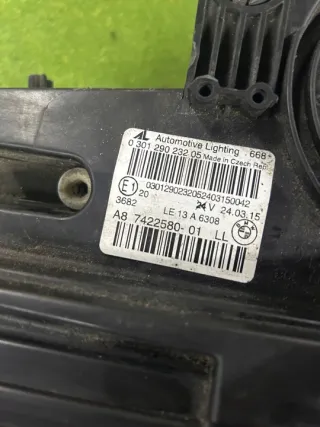 AL Automotive Lighting 668
0 301 290 232 05 Made in Czech Rep.
E1 0301290232052403150042
20 24 V 24.03.15
3682
LE 13 A 6308
A8 7422580-01 LL